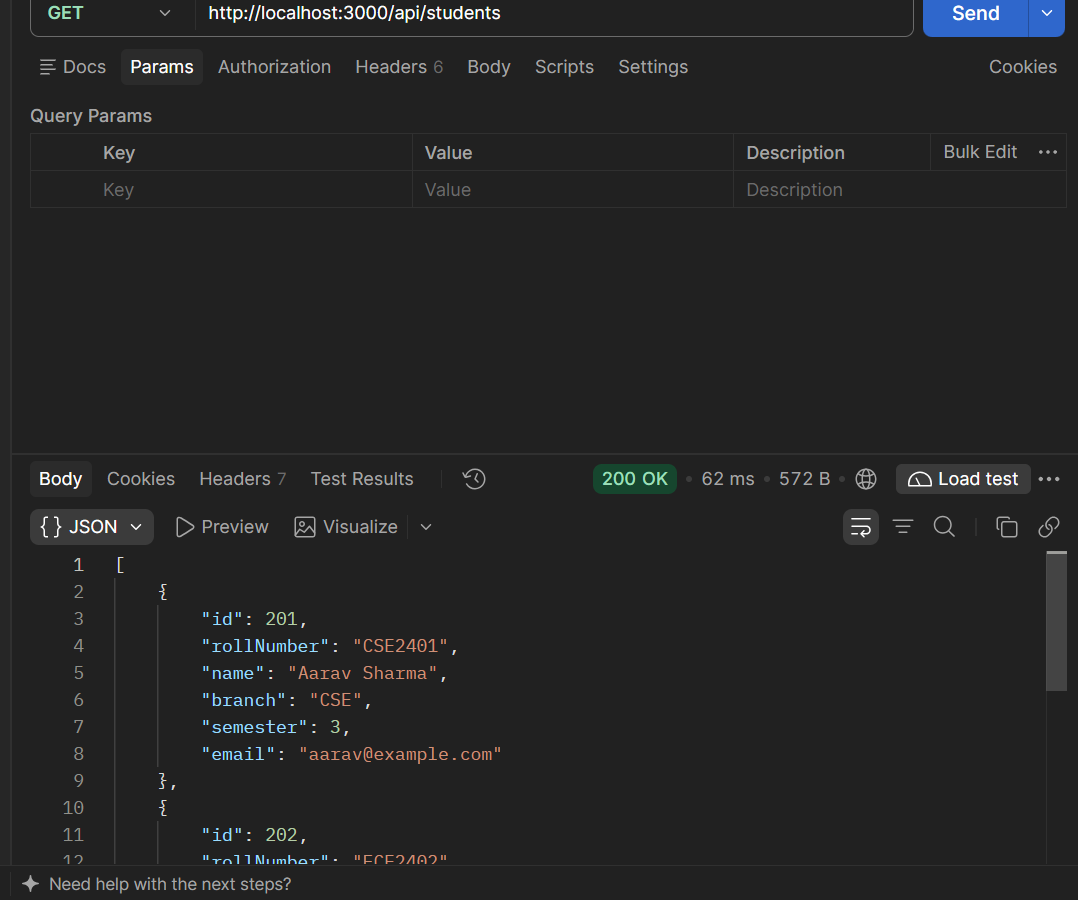 GET http://localhost:3000/api/students Send
Docs Params Authorization Headers 6 Body Scripts Settings Cookies
Query Params
Key Value Description Bulk Edit
Key Value Description
Body Cookies Headers 7 Test Results 200 OK 62 ms 572 B Load test
{} JSON Preview Visualize
1 [
2 {
3 "id": 201,
4 "rollNumber": "CSE2401",
5 "name": "Aarav Sharma",
6 "branch": "CSE",
7 "semester": 3,
8 "email": "aarav@example.com"
9 },
10 {
11 "id": 202,
12 "rollNumber": "ECE2402"
Need help with the next steps?